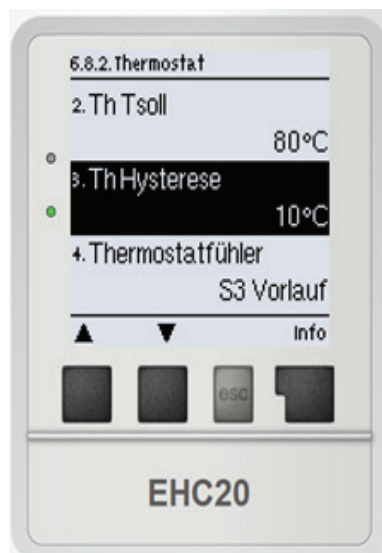 6.8.2.Thermostat
2. Th Tsoll
80°C
3. Th Hysterese
10°C
4. Thermostatfühler
S3 Vorlauf
Info
esc
EHC20